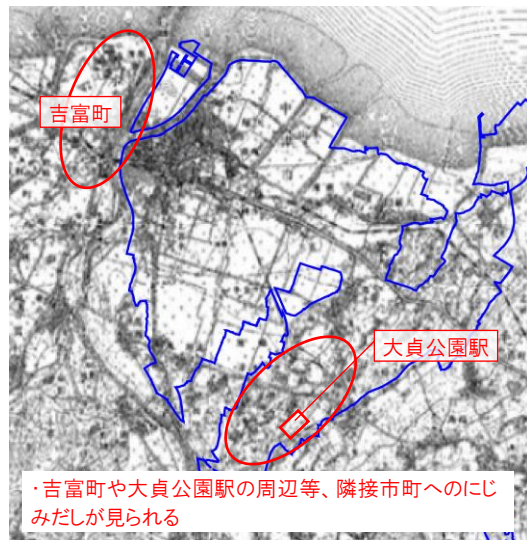 吉富町
大貞公園駅
・吉富町や大貞公園駅の周辺等、隣接市町へのにじ
みだしが見られる